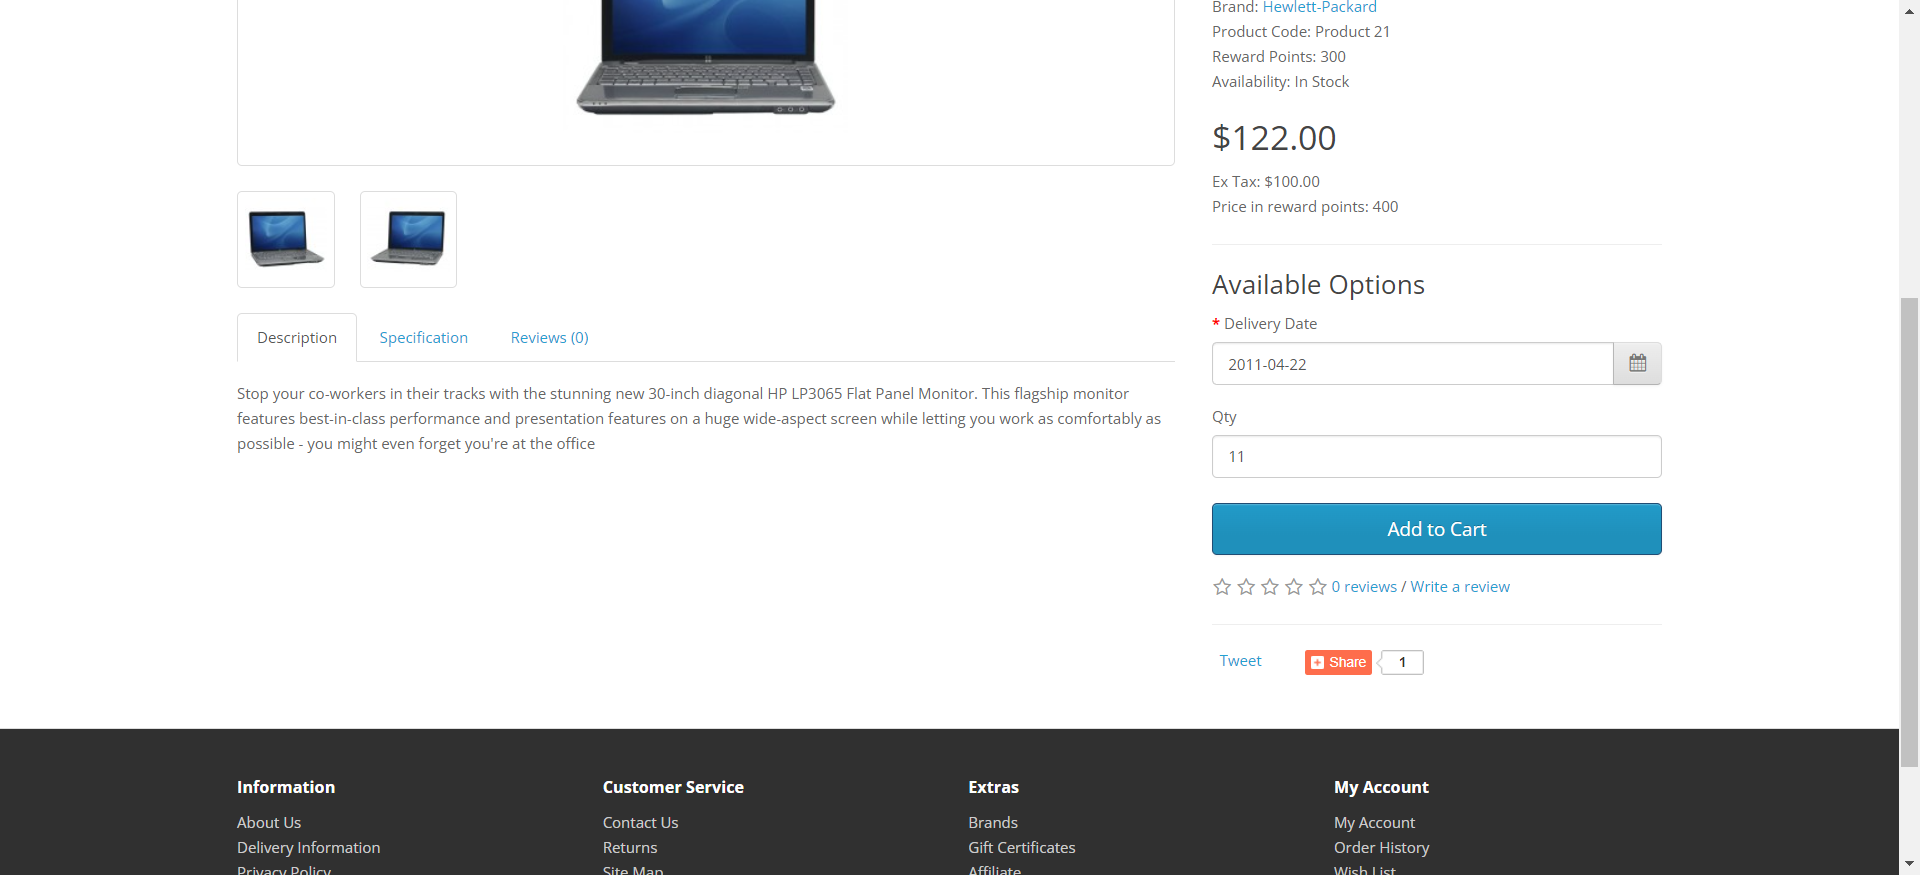 Brand: Hewlett-Packard
Product Code: Product 21
Reward Points: 300
Availability: In Stock
$122.00
Ex Tax: $100.00
Price in reward points: 400
Available Options
* Delivery Date
2011-04-22
Qty
11
Add to Cart
0 reviews / Write a review
Tweet
Share
1
Description
Specification
Reviews (0)
Stop your co-workers in their tracks with the stunning new 30-inch diagonal HP LP3065 Flat Panel Monitor. This flagship monitor
features best-in-class performance and presentation features on a huge wide-aspect screen while letting you work as comfortably as
possible - you might even forget you're at the office
Information
About Us
Delivery Information
Privacy Policy
Customer Service
Contact Us
Returns
Site Map
Extras
Brands
Gift Certificates
Affiliate
My Account
My Account
Order History
Wish List